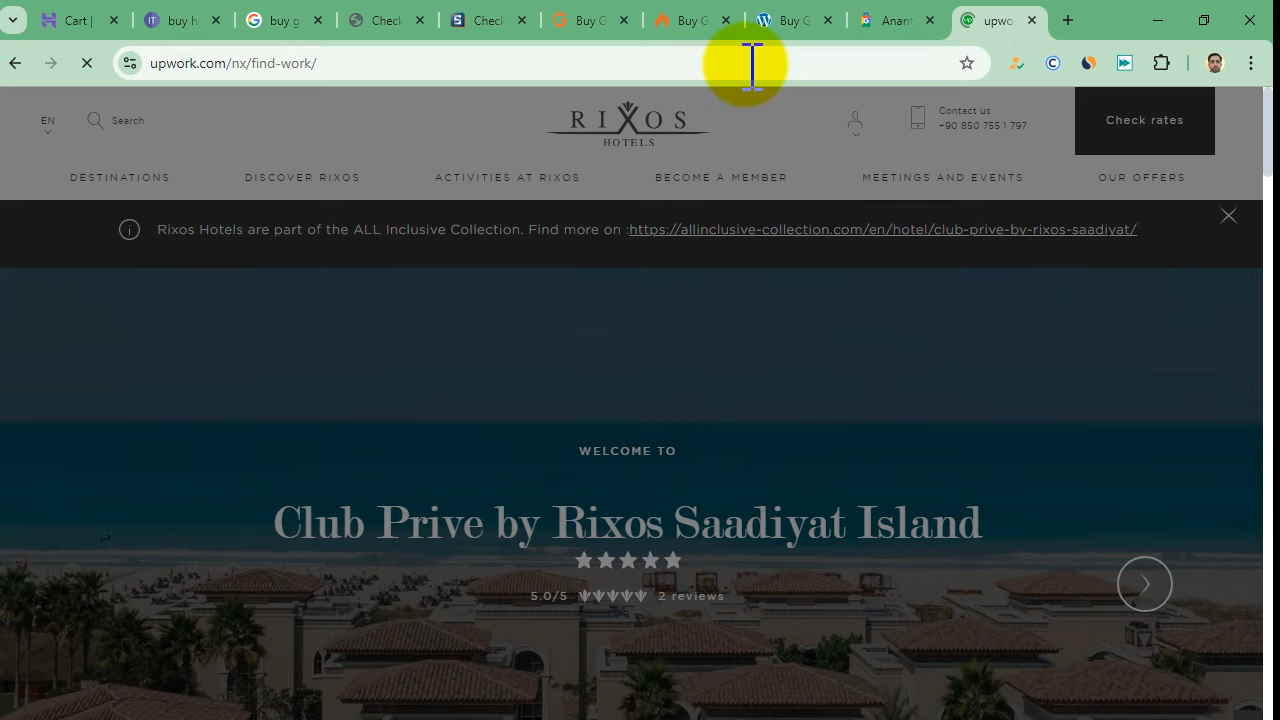 Cart |
buy h
buy g
Check
Check
Buy G
Buy G
Buy G
Anant
upwo
upwork.com/nx/find-work/
EN
Search
RIXOS
HOTELS
Contact us
+90 850 755 1 797
Check rates
DESTINATIONS
DISCOVER RIXOS
ACTIVITIES AT RIXOS
BECOME A MEMBER
MEETINGS AND EVENTS
OUR OFFERS
Rixos Hotels are part of the ALL Inclusive Collection. Find more on :https://allinclusive-collection.com/en/hotel/club-prive-by-rixos-saadiyat/
WELCOME TO
Club Prive by Rixos Saadiyat Island
5.0/5 2 reviews